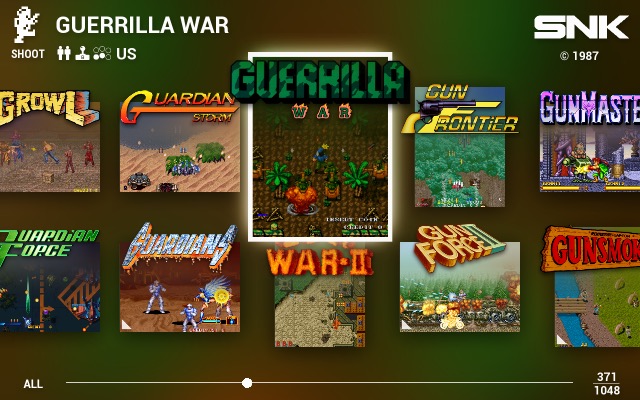 GUERRILLA WAR
SNK
SHOOT
US
© 1987
GROWL
GUARDIAN
STORM
GUERRILLA
WAR
GUN
FRONTIER
GUNMASTE
INSERT COIN
CREDIT 0
GUARDIAN
FORCE
GUARDIANS
WAR·II
GUN
FORCE II
GUNSMOK
ALL
371
1048